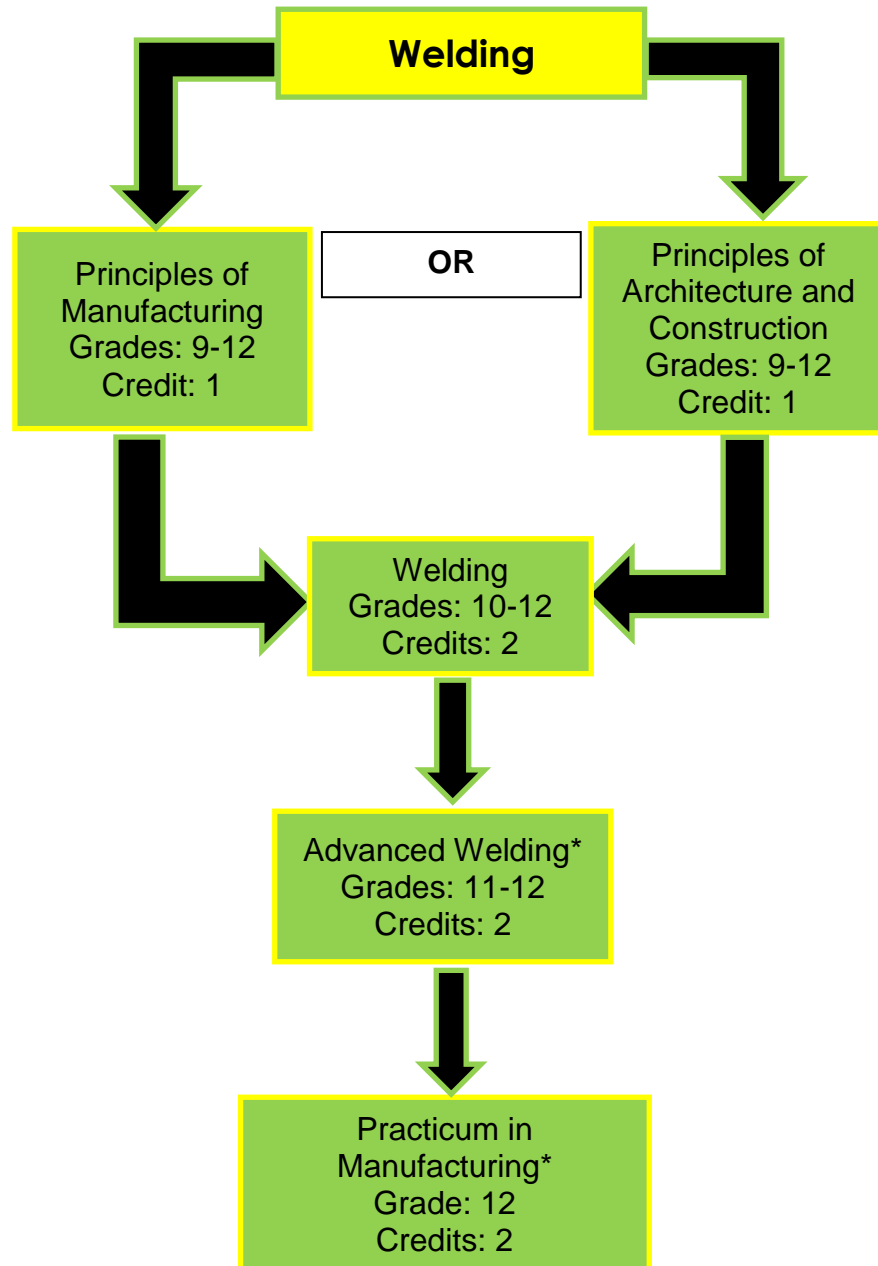 Welding
Principles of
Manufacturing
Grades: 9-12
Credit: 1
OR
Principles of
Architecture and
Construction
Grades: 9-12
Credit: 1
Welding
Grades: 10-12
Credits: 2
Advanced Welding*
Grades: 11-12
Credits: 2
Practicum in
Manufacturing*
Grade: 12
Credits: 2